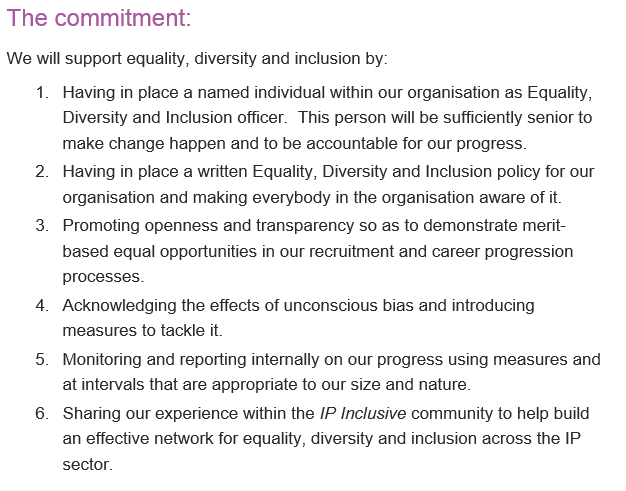 The commitment:
We will support equality, diversity and inclusion by:
1. Having in place a named individual within our organisation as Equality,
Diversity and Inclusion officer.  This person will be sufficiently senior to
make change happen and to be accountable for our progress.
2. Having in place a written Equality, Diversity and Inclusion policy for our
organisation and making everybody in the organisation aware of it.
3. Promoting openness and transparency so as to demonstrate merit-
based equal opportunities in our recruitment and career progression
processes.
4. Acknowledging the effects of unconscious bias and introducing
measures to tackle it.
5. Monitoring and reporting internally on our progress using measures and
at intervals that are appropriate to our size and nature.
6. Sharing our experience within the IP Inclusive community to help build
an effective network for equality, diversity and inclusion across the IP
sector.